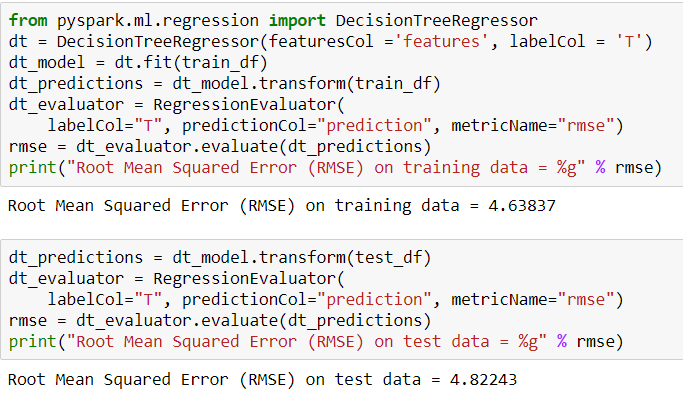 from pyspark.ml.regression import DecisionTreeRegressor
dt = DecisionTreeRegressor(featuresCol ='features', labelCol = 'T')
dt_model = dt.fit(train_df)
dt_predictions = dt_model.transform(train_df)
dt_evaluator = RegressionEvaluator(
    labelCol="T", predictionCol="prediction", metricName="rmse")
rmse = dt_evaluator.evaluate(dt_predictions)
print("Root Mean Squared Error (RMSE) on training data = %g" % rmse)
Root Mean Squared Error (RMSE) on training data = 4.63837
dt_predictions = dt_model.transform(test_df)
dt_evaluator = RegressionEvaluator(
    labelCol="T", predictionCol="prediction", metricName="rmse")
rmse = dt_evaluator.evaluate(dt_predictions)
print("Root Mean Squared Error (RMSE) on test data = %g" % rmse)
Root Mean Squared Error (RMSE) on test data = 4.82243